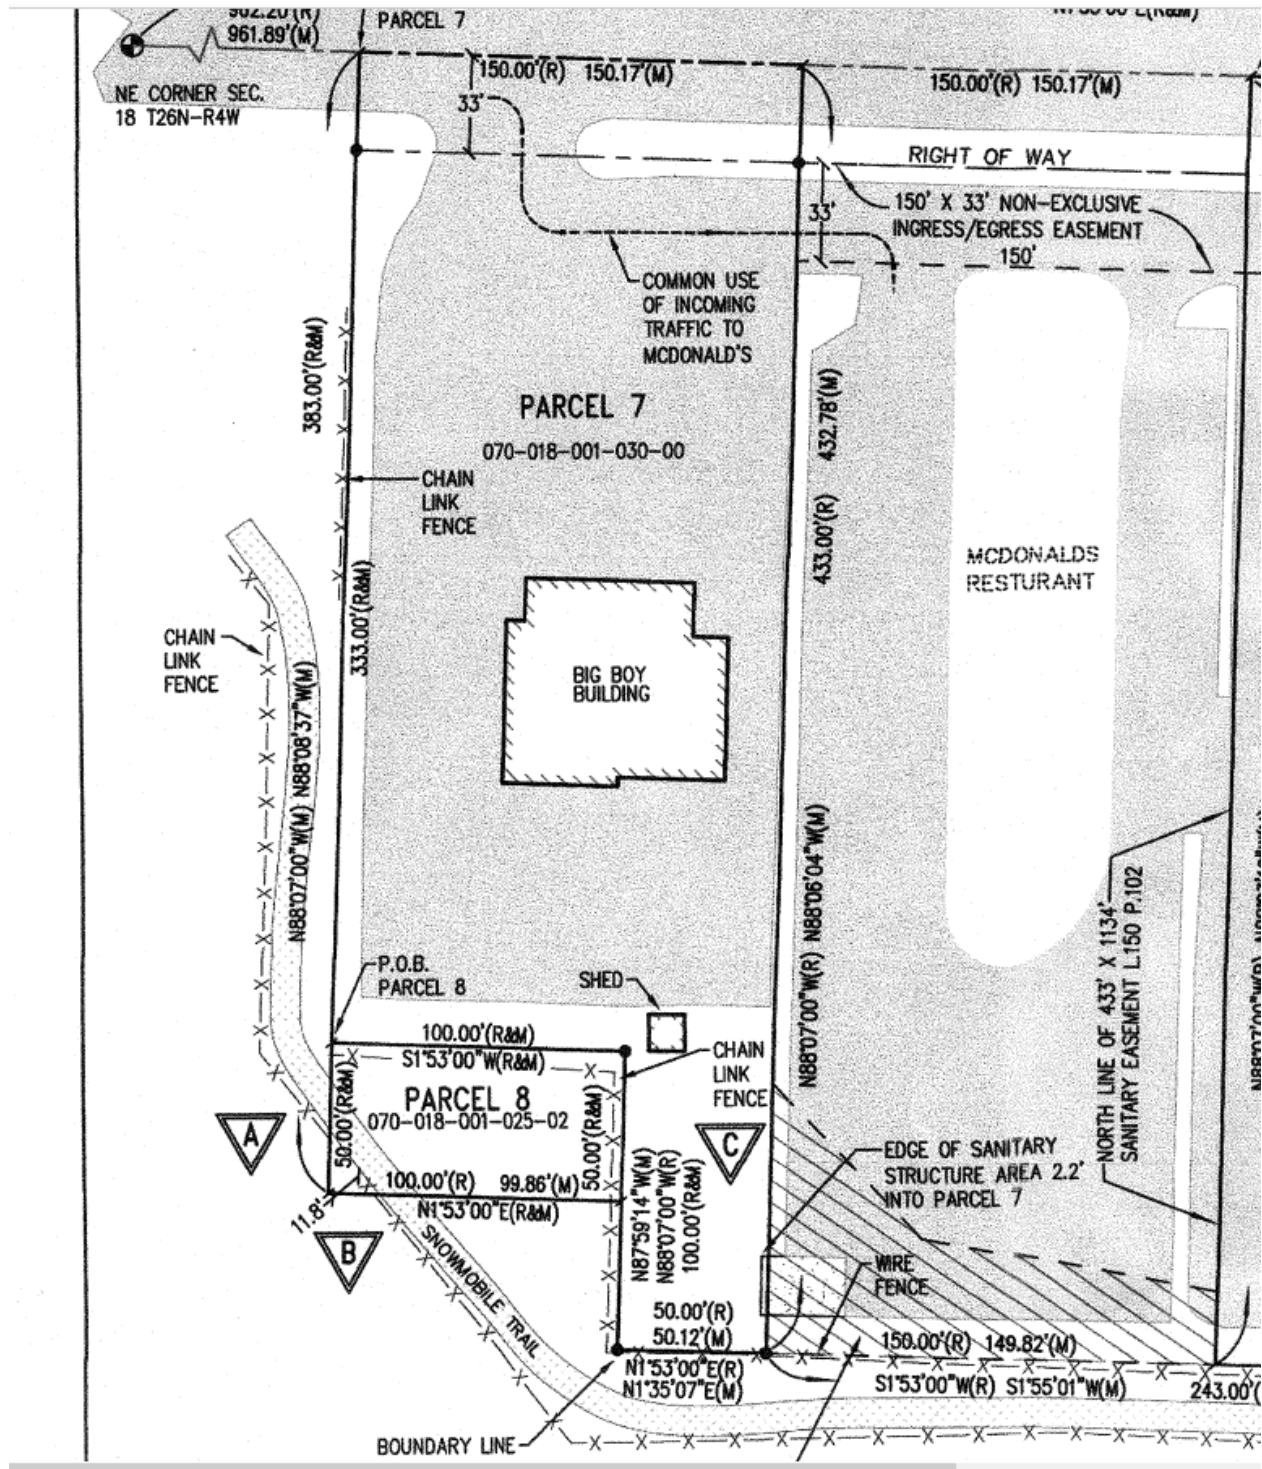 962.20'(R)
961.89'(M)
PARCEL 7
NE CORNER SEC.
18 T26N-R4W
150.00'(R) 150.17'(M)
33'
150.00'(R) 150.17'(M)
RIGHT OF WAY
150' X 33' NON-EXCLUSIVE
INGRESS/EGRESS EASEMENT
150'
33'
COMMON USE
OF INCOMING
TRAFFIC TO
MCDONALD'S
383.00'(R&M)
PARCEL 7
070-018-001-030-00
432.78'(M)
433.00'(R)
CHAIN
LINK
FENCE
MCDONALDS
RESTURANT
333.00'(R&M)
CHAIN
LINK
FENCE
BIG BOY
BUILDING
N88°07'00"W(M) N88°08'37"W(M)
N88°07'00"W(R) N88°06'04"W(M)
NORTH LINE OF 433' X 1134'
SANITARY EASEMENT L.150 P.102
P.O.B.
PARCEL 8
SHED
100.00'(R&M)
S1°53'00"W(R&M)
CHAIN
LINK
FENCE
PARCEL 8
070-018-001-025-02
50.00'(R&M)
50.00'(R&M)
A
C
EDGE OF SANITARY
STRUCTURE AREA 2.2'
INTO PARCEL 7
100.00'(R) 99.86'(M)
N1°53'00"E(R&M)
11.8'
B
SNOWMOBILE TRAIL
N87°59'14"W(M)
N88°07'00"W(R)
100.00'(R&M)
WIRE
FENCE
50.00'(R)
50.12'(M)
N1°53'00"E(R)
N1°35'07"E(M)
150.00'(R) 149.82'(M)
S1°53'00"W(R) S1°55'01"W(M)
243.00'(
BOUNDARY LINE